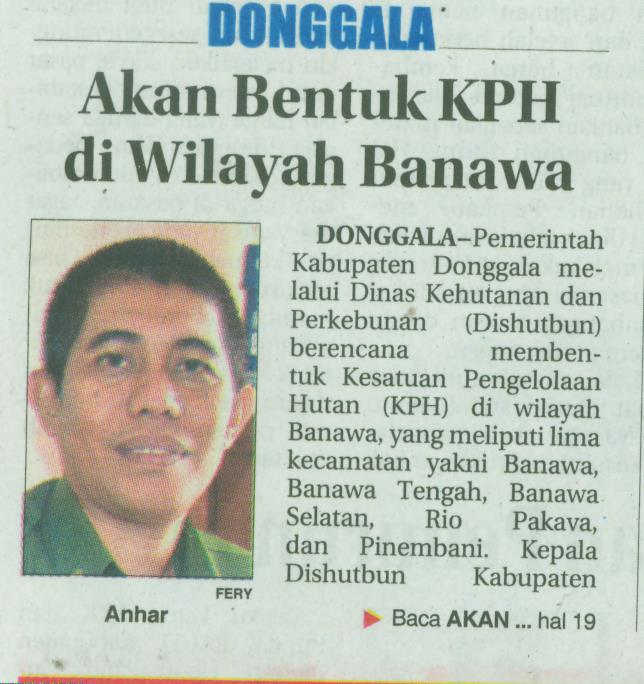 DONGGALA
Akan Bentuk KPH
di Wilayah Banawa
DONGGALA–Pemerintah
Kabupaten Donggala me-
lalui Dinas Kehutanan dan
Perkebunan (Dishutbun)
berencana memben-
tuk Kesatuan Pengelolaan
Hutan (KPH) di wilayah
Banawa, yang meliputi lima
kecamatan yakni Banawa,
Banawa Tengah, Banawa
Selatan, Rio Pakava,
dan Pinembani. Kepala
Dishutbun Kabupaten
FERY
Anhar
Baca AKAN ... hal 19